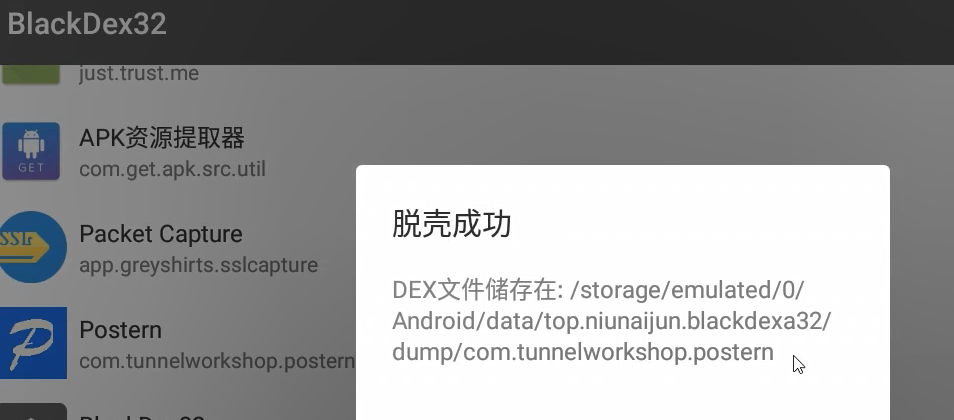 BlackDex32
just.trust.me
APK资源提取器
GET
com.get.apk.src.util
Packet Capture
app.greyshirts.sslcapture
Postern
com.tunnelworkshop.postern
脱壳成功
DEX文件储存在: /storage/emulated/0/
Android/data/top.niunaijun.blackdexa32/
dump/com.tunnelworkshop.postern